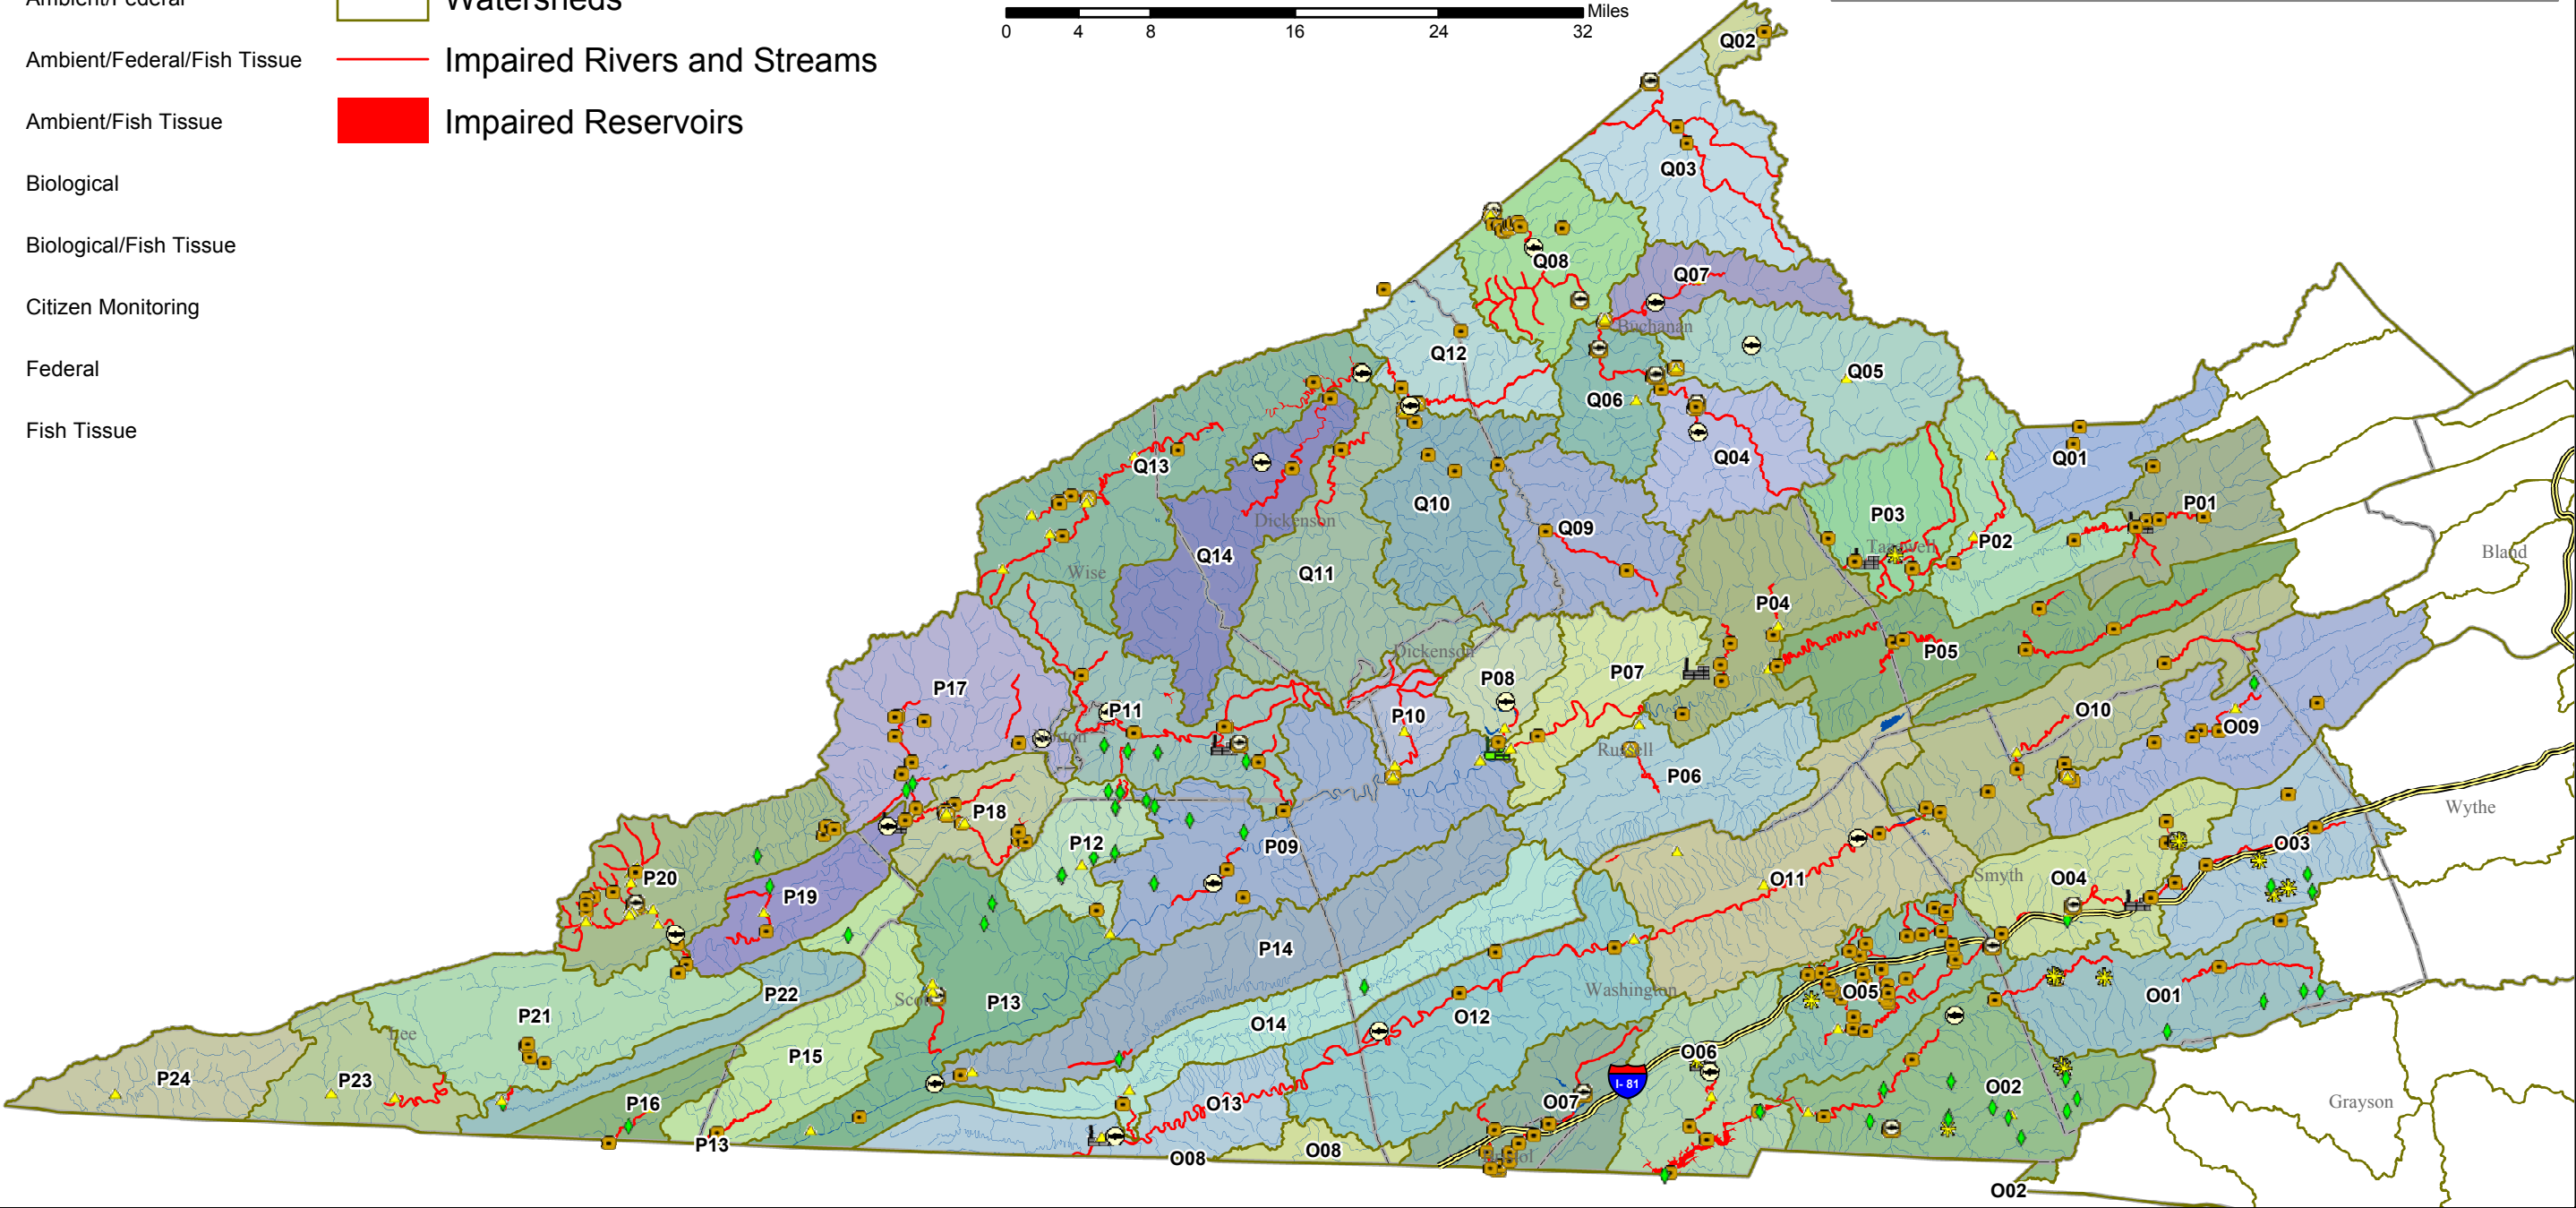 Ambient/Federal
Watersheds
Ambient/Federal/Fish Tissue
Impaired Rivers and Streams
Ambient/Fish Tissue
Impaired Reservoirs
Biological
Biological/Fish Tissue
Citizen Monitoring
Federal
Fish Tissue
Miles
0 4 8 16 24 32
Q02
Q03
Q08
Q07
Buchanan
Q12
Q05
Q06
Q13
Q04
Q01
Q10
P01
Dickenson
Q09
P03
Q14
Tazewell
P02
Bland
Wise
Q11
P04
Dickenson
P05
P17
P08
P07
P11
P10
O10
Norton
O09
Russell
P06
P18
Wythe
P12
P09
O03
P20
P19
O11
Smyth
O04
P14
P22
Scott
P13
Washington
O05
O01
P21
O14
O12
Lee
P15
O06
P24
P23
I- 81
O02
P16
O13
O07
Grayson
P13
O08
O08
Bristol
O02